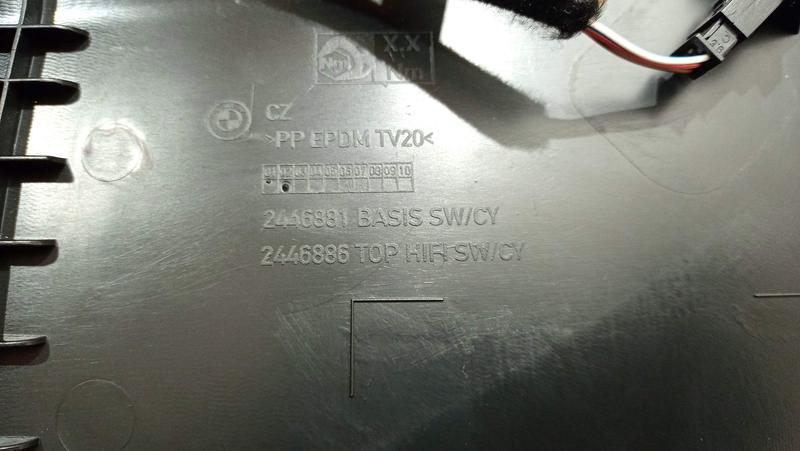 X.X
Nm
CZ
>PP EPDM TV20<
01 02 03 04 05 06 07 08 09 10
2446881 BASIS SW/CY
2446886 TOP HIFI SW/CY